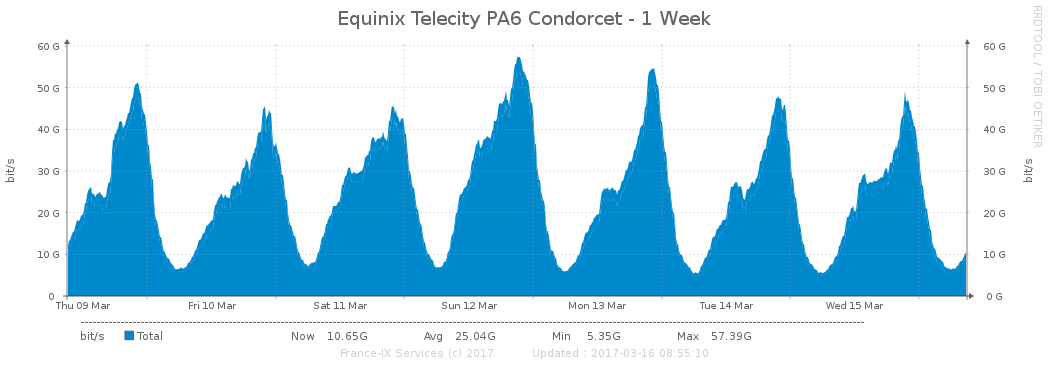 Equinix Telecity PA6 Condorcet - 1 Week
RRDTOOL / TOBI OETIKER
60 G 60 G
50 G 50 G
40 G 40 G
30 G 30 G
20 G 20 G
10 G 10 G
0 0 G
bit/s bit/s
Thu 09 Mar Fri 10 Mar Sat 11 Mar Sun 12 Mar Mon 13 Mar Tue 14 Mar Wed 15 Mar
bit/s Total Now 10.65G Avg 25.04G Min 5.35G Max 57.39G
France-IX Services (c) 2017 Updated : 2017-03-16 08:55:10